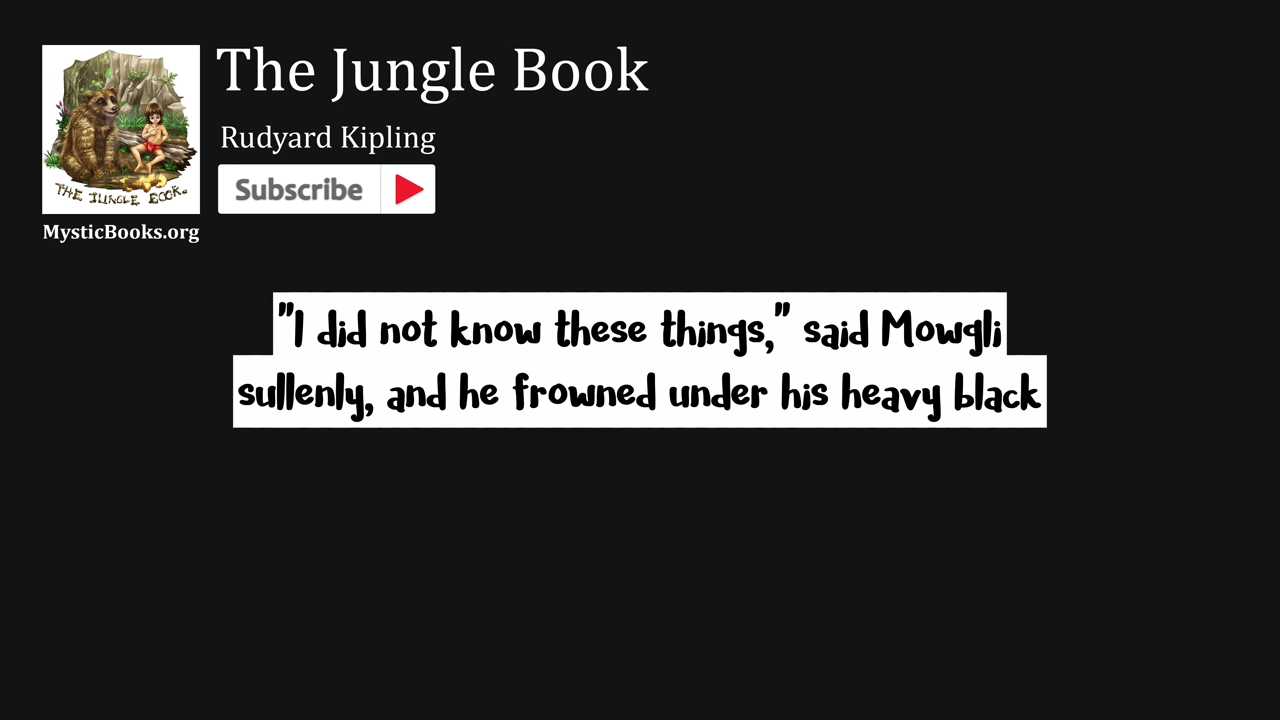 The Jungle Book
Rudyard Kipling
Subscribe
THE JUNGLE BOOK.
MysticBooks.org
"I did not know these things," said Mowgli
sullenly, and he frowned under his heavy black